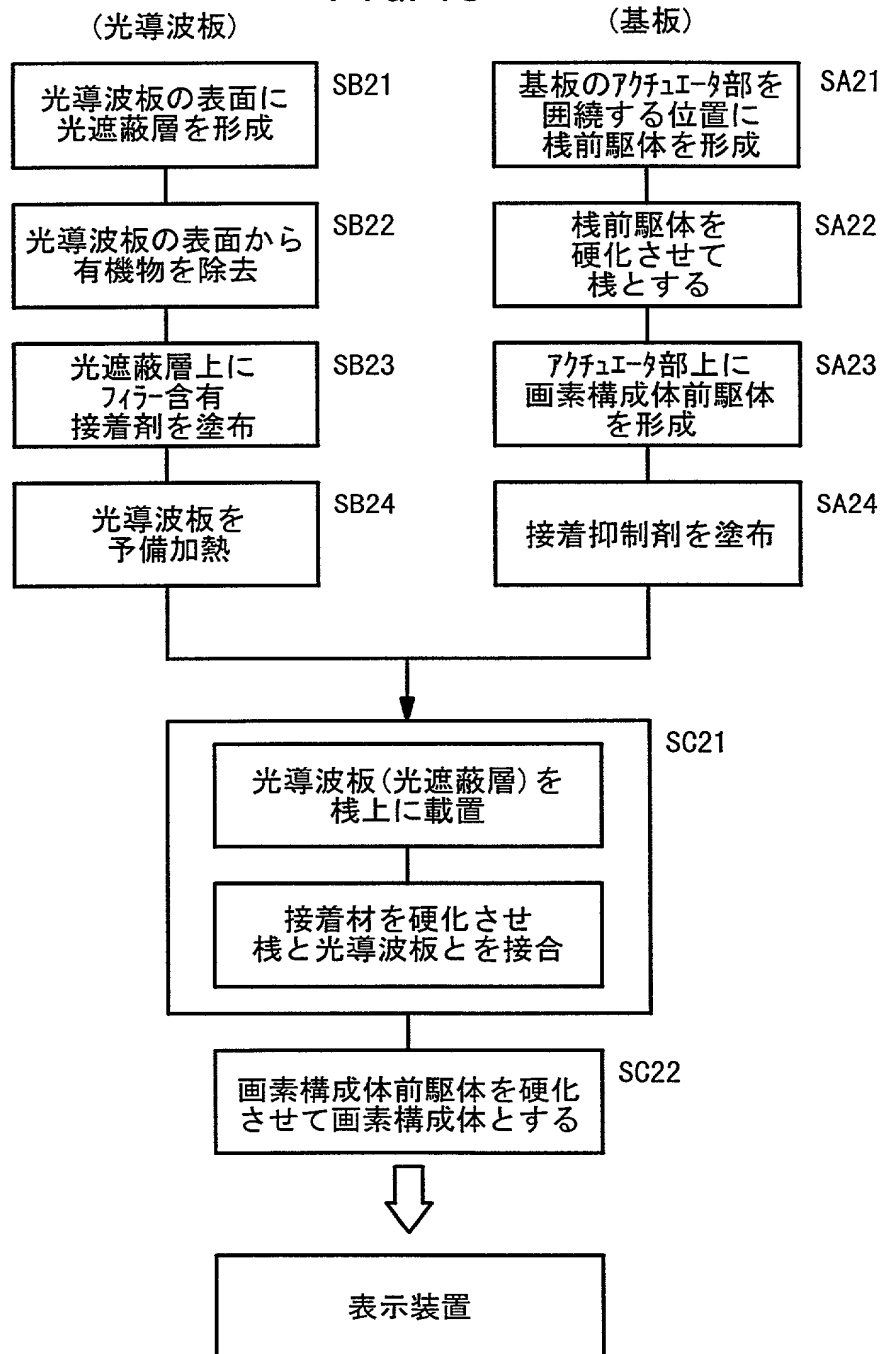 (光導波板)
光導波板の表面に
光遮蔽層を形成
SB21
光導波板の表面から
有機物を除去
SB22
光遮蔽層上に
フィラー含有
接着剤を塗布
SB23
光導波板を
予備加熱
SB24
(基板)
基板のアクチュエータ部を
囲繞する位置に
桟前駆体を形成
SA21
桟前駆体を
硬化させて
桟とする
SA22
アクチュエータ部上に
画素構成体前駆体
を形成
SA23
接着抑制剤を塗布
SA24
SC21
光導波板(光遮蔽層)を
桟上に載置
接着材を硬化させ
桟と光導波板とを接合
画素構成体前駆体を硬化
させて画素構成体とする
SC22
表示装置